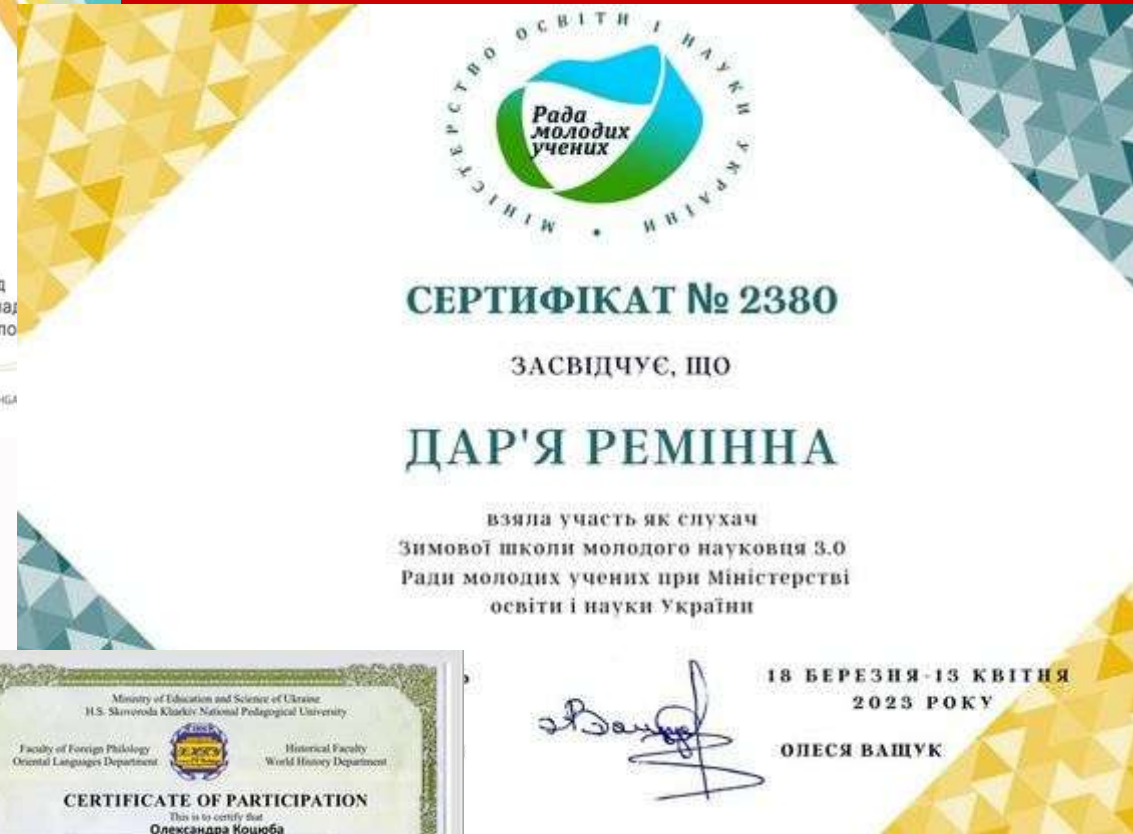 МІНІСТЕРСТВО ОСВІТИ І НАУКИ УКРАЇНИ
Рада
молодих
учених
СЕРТИФІКАТ № 2380
ЗАСВІДЧУЄ, ЩО
ДАР'Я РЕМІННА
взяла участь як слухач
Зимової школи молодого науковця 3.0
Ради молодих учених при Міністерстві
освіти і науки України
18 БЕРЕЗНЯ-13 КВІТНЯ
2023 РОКУ
ОЛЕСЯ ВАЩУК
Ministry of Education and Science of Ukraine
H.S. Skovoroda Kharkiv National Pedagogical University
Faculty of Foreign Philology
Oriental Languages Department
Historical Faculty
World History Department
CERTIFICATE OF PARTICIPATION
This is to certify that
Олександра Коцюба